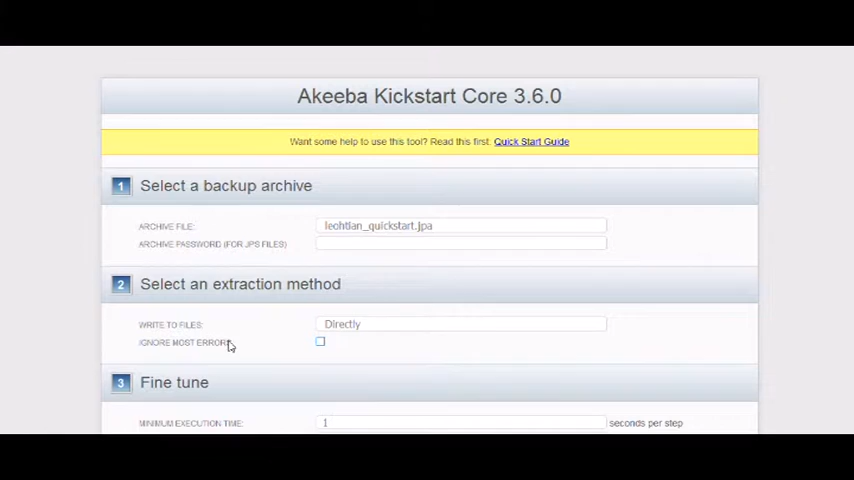 Akeeba Kickstart Core 3.6.0
Want some help to use this tool? Read this first: Quick Start Guide
1 Select a backup archive
ARCHIVE FILE: leohtian_quickstart.jpa
ARCHIVE PASSWORD (FOR JPS FILES)
2 Select an extraction method
WRITE TO FILES: Directly
IGNORE MOST ERRORS
3 Fine tune
MINIMUM EXECUTION TIME: 1 seconds per step